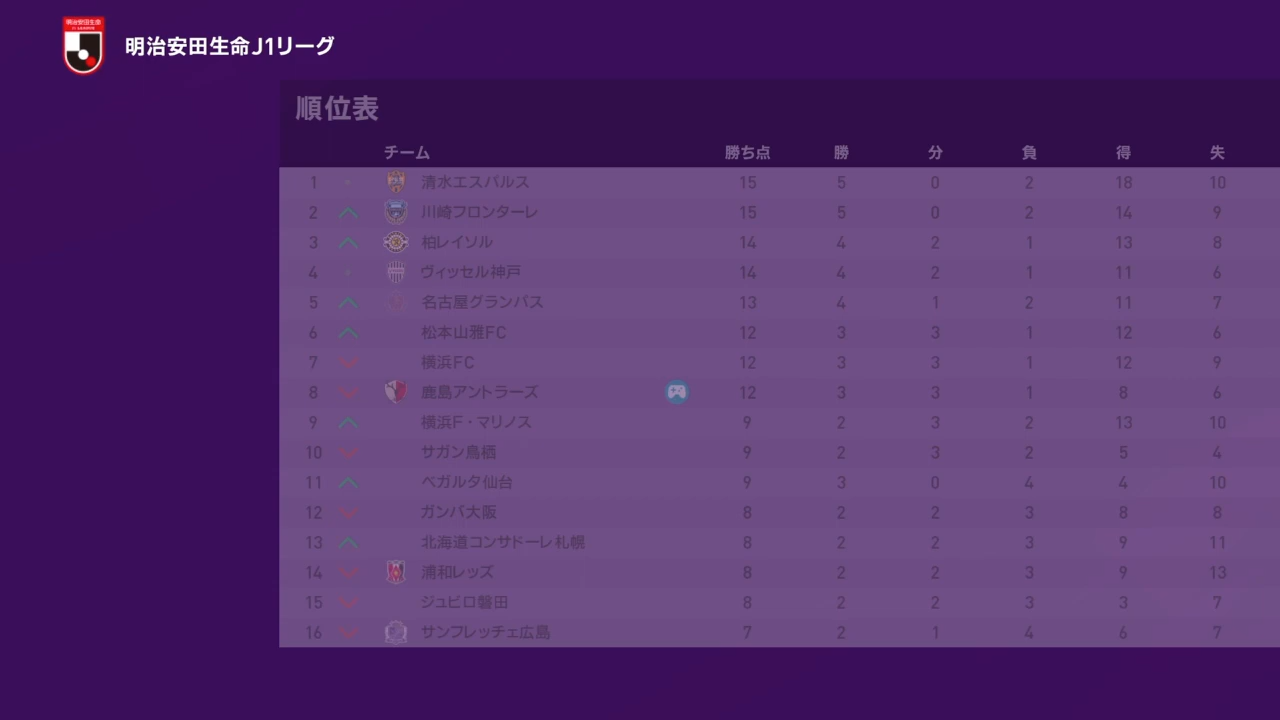 明治安田生命
明治安田生命J1リーグ
順位表
チーム 勝ち点 勝 分 負 得 失
1 清水エスパルス 15 5 0 2 18 10
2 川崎フロンターレ 15 5 0 2 14 9
3 柏レイソル 14 4 2 1 13 8
4 ヴィッセル神戸 14 4 2 1 11 6
5 名古屋グランパス 13 4 1 2 11 7
6 松本山雅FC 12 3 3 1 12 6
7 横浜FC 12 3 3 1 12 9
8 鹿島アントラーズ 12 3 3 1 8 6
9 横浜F・マリノス 9 2 3 2 13 10
10 サガン鳥栖 9 2 3 2 5 4
11 ベガルタ仙台 9 3 0 4 4 10
12 ガンバ大阪 8 2 2 3 8 8
13 北海道コンサドーレ札幌 8 2 2 3 9 11
14 浦和レッズ 8 2 2 3 9 13
15 ジュビロ磐田 8 2 2 3 3 7
16 サンフレッチェ広島 7 2 1 4 6 7